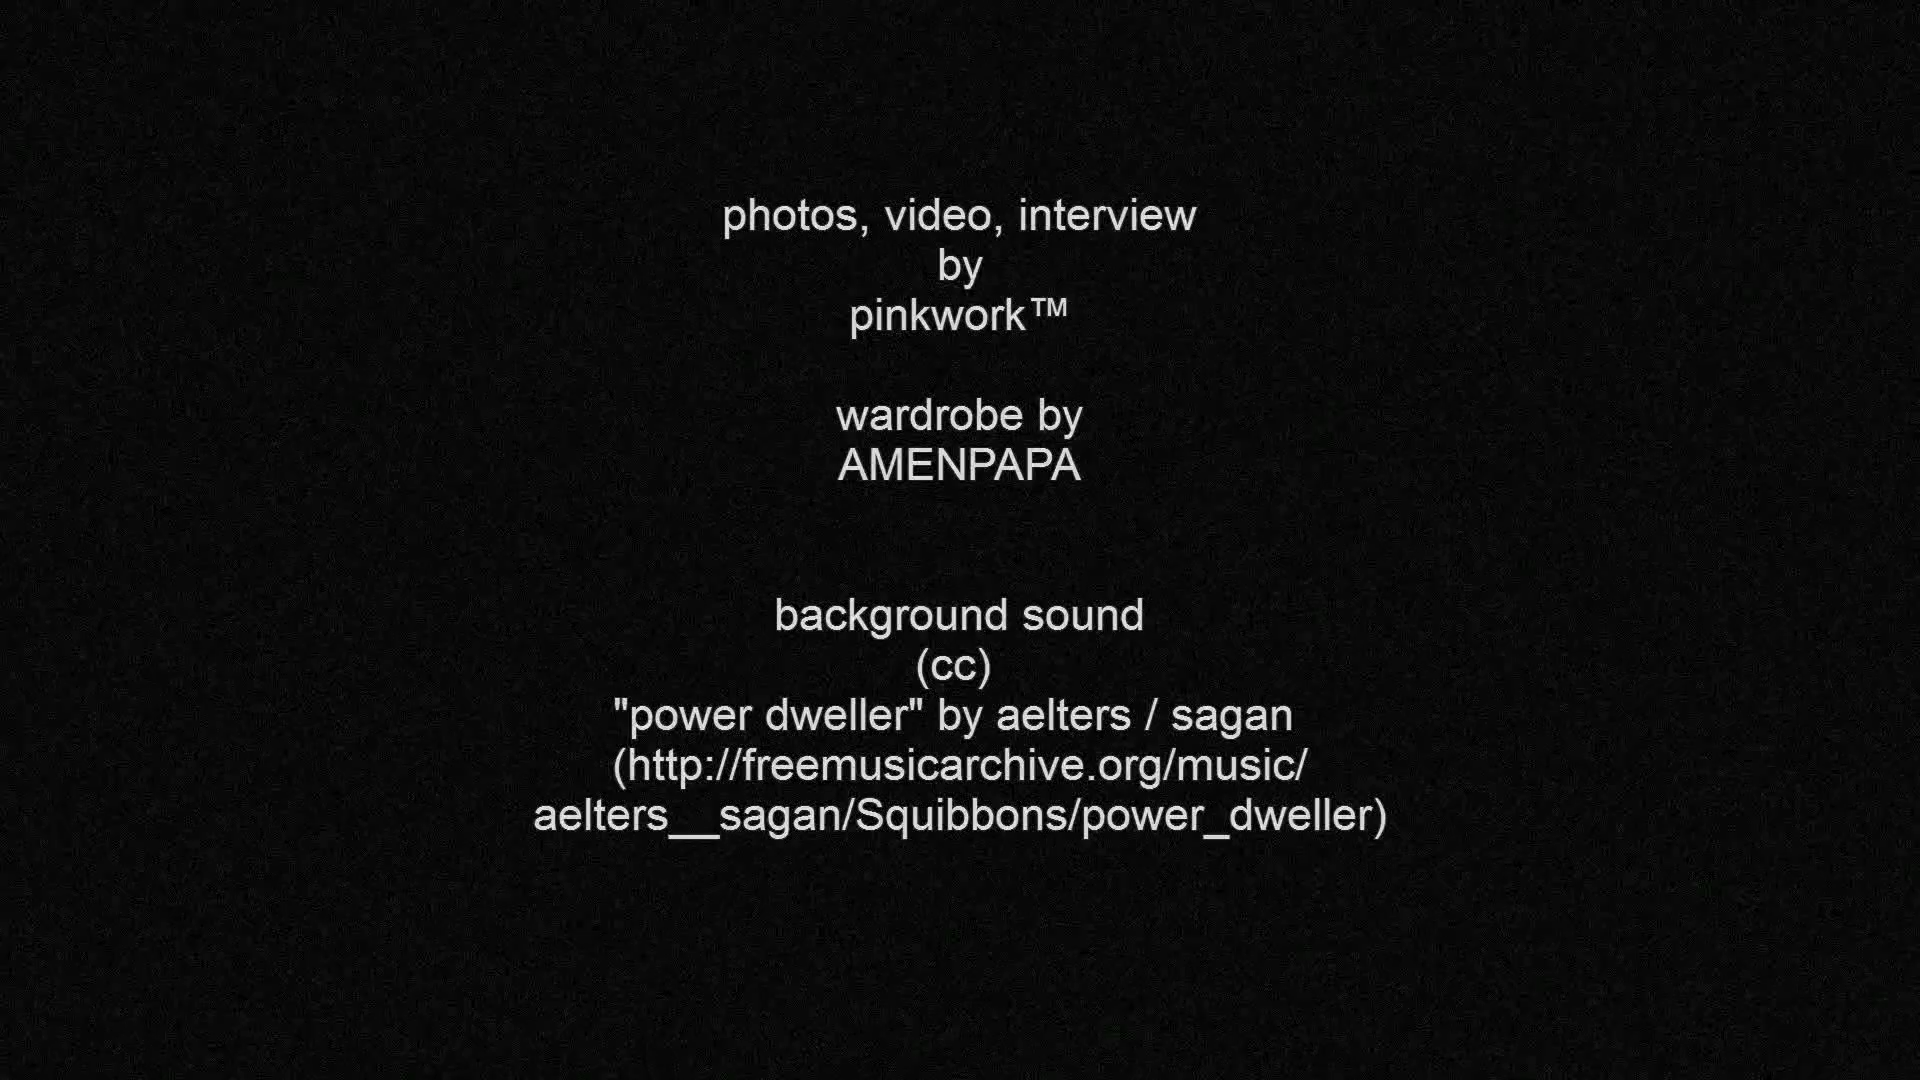 photos, video, interview
by
pinkwork™
wardrobe by
AMENPAPA
background sound
(cc)
"power dweller" by aelters / sagan
(http://freemusicarchive.org/music/
aelters__sagan/Squibbons/power_dweller)